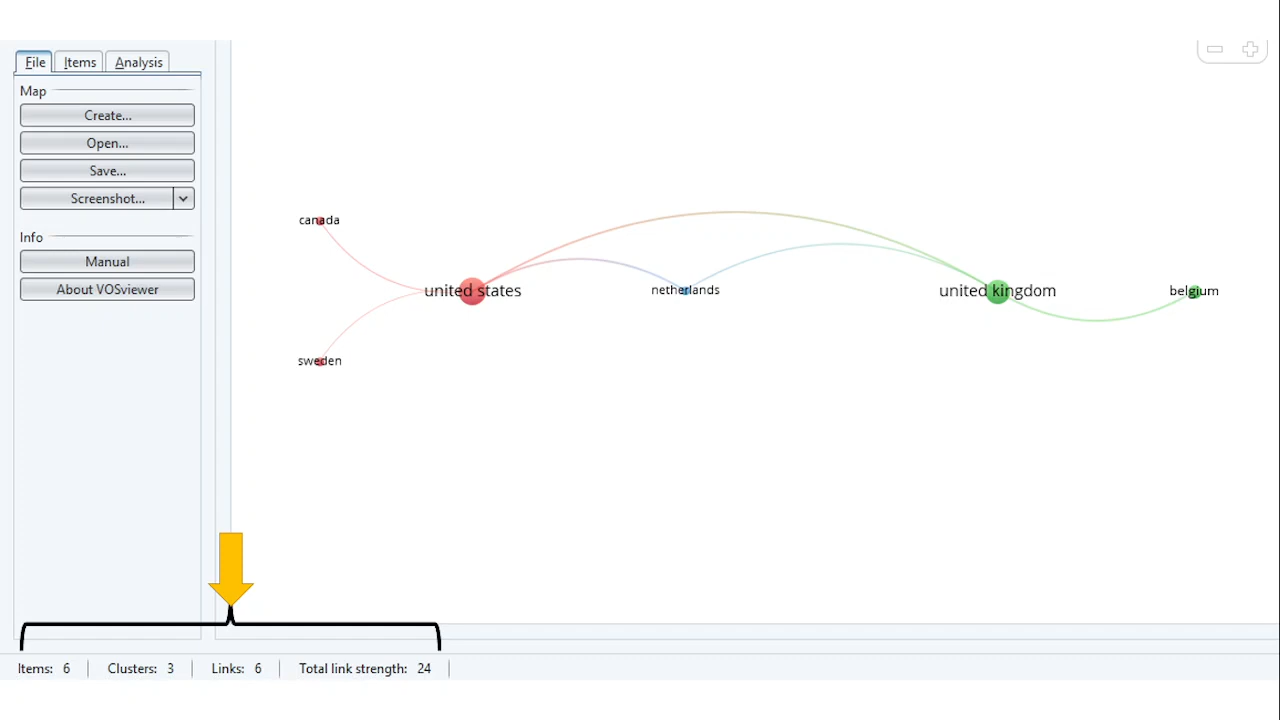 File Items Analysis
Map
Create...
Open...
Save...
Screenshot...
Info
Manual
About VOSviewer
canada
united states
netherlands
united kingdom
belgium
sweden
Items: 6 Clusters: 3 Links: 6 Total link strength: 24